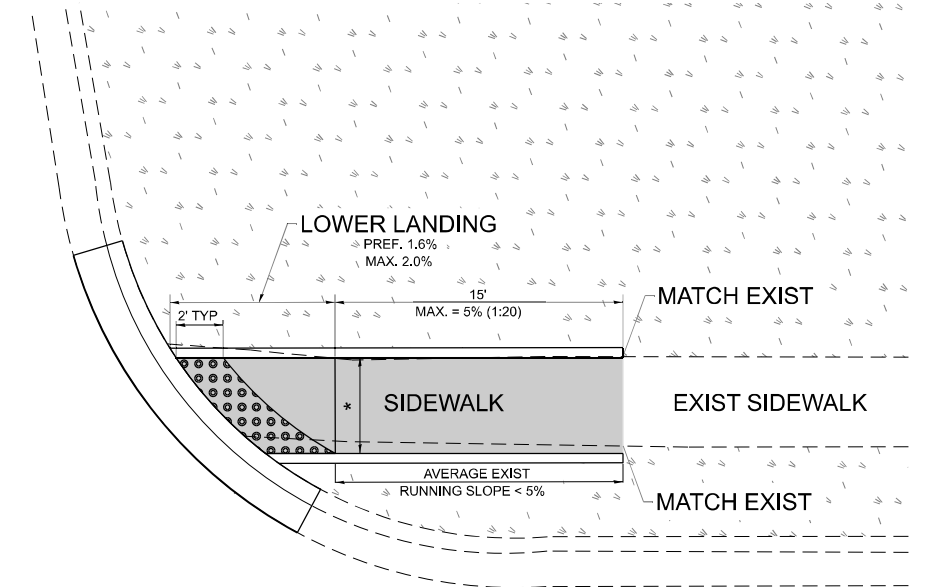 LOWER LANDING
PREF. 1.6%
MAX. 2.0%
15'
MAX. = 5% (1:20)
MATCH EXIST
2' TYP
*
SIDEWALK
EXIST SIDEWALK
AVERAGE EXIST
RUNNING SLOPE < 5%
MATCH EXIST